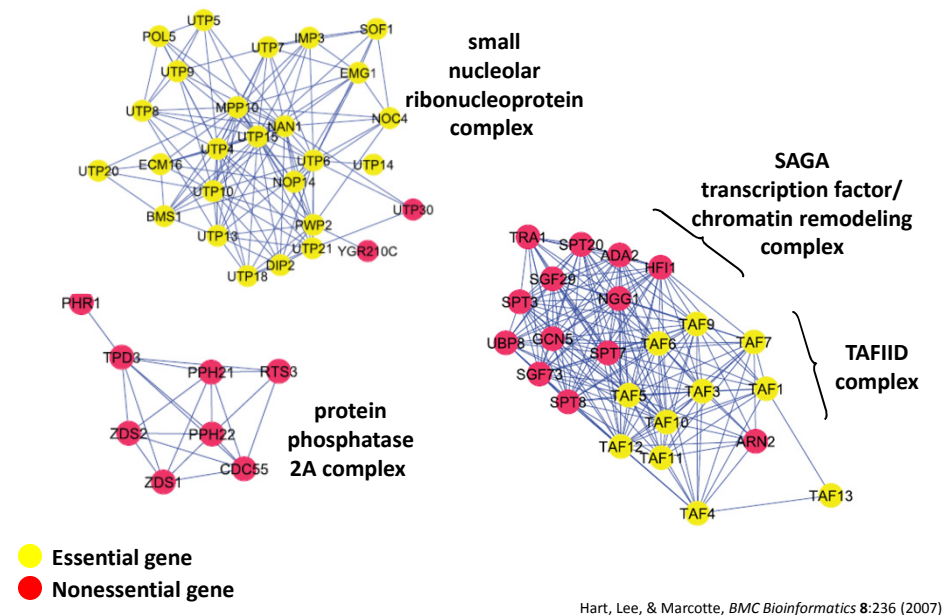 UTP5
POL5
UTP7
IMP3
SOF1
UTP9
EMG1
UTP8
MPP10
NAN1
NOC4
UTP15
UTP4
UTP6
UTP14
UTP20
ECM16
NOP14
UTP10
BMS1
UTP30
PWP2
UTP13
UTP21
YGR210C
DIP2
UTP18
small
nucleolar
ribonucleoprotein
complex
SAGA
transcription factor/
chromatin remodeling
complex
TRA1
SPT20
ADA2
HFI1
SGF29
SPT3
NGG1
TAF9
UBP8
GCN5
SPT7
TAF6
TAF7
SGF73
TAF5
TAF3
TAF1
SPT8
TAF10
ARN2
TAF12
TAF11
TAF13
TAF4
TAFIID
complex
PHR1
TPD3
PPH21
RTS3
ZDS2
PPH22
CDC55
ZDS1
protein
phosphatase
2A complex
Essential gene
Nonessential gene
Hart, Lee, & Marcotte, BMC Bioinformatics 8:236 (2007)